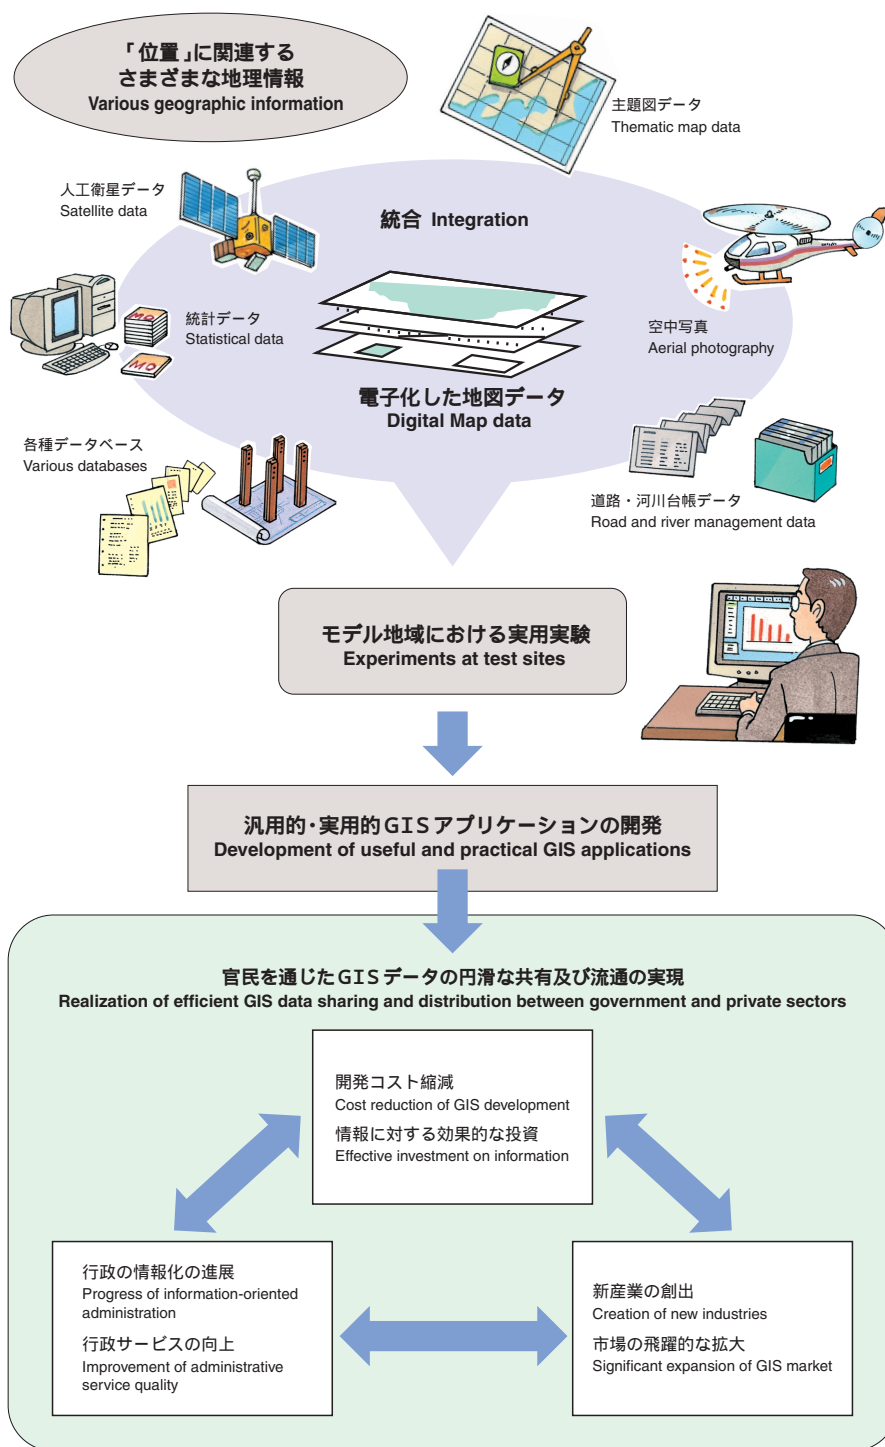 「位置」に関連する
さまざまな地理情報
Various geographic information
主題図データ
Thematic map data
人工衛星データ
Satellite data
統合 Integration
統計データ
Statistical data
MO
MO
空中写真
Aerial photography
電子化した地図データ
Digital Map data
各種データベース
Various databases
道路・河川台帳データ
Road and river management data
モデル地域における実用実験
Experiments at test sites
汎用的・実用的GISアプリケーションの開発
Development of useful and practical GIS applications
官民を通じたGISデータの円滑な共有及び流通の実現
Realization of efficient GIS data sharing and distribution between government and private sectors
開発コスト縮減
Cost reduction of GIS development
情報に対する効果的な投資
Effective investment on information
行政の情報化の進展
Progress of information-oriented
administration
行政サービスの向上
Improvement of administrative
service quality
新産業の創出
Creation of new industries
市場の飛躍的な拡大
Significant expansion of GIS market